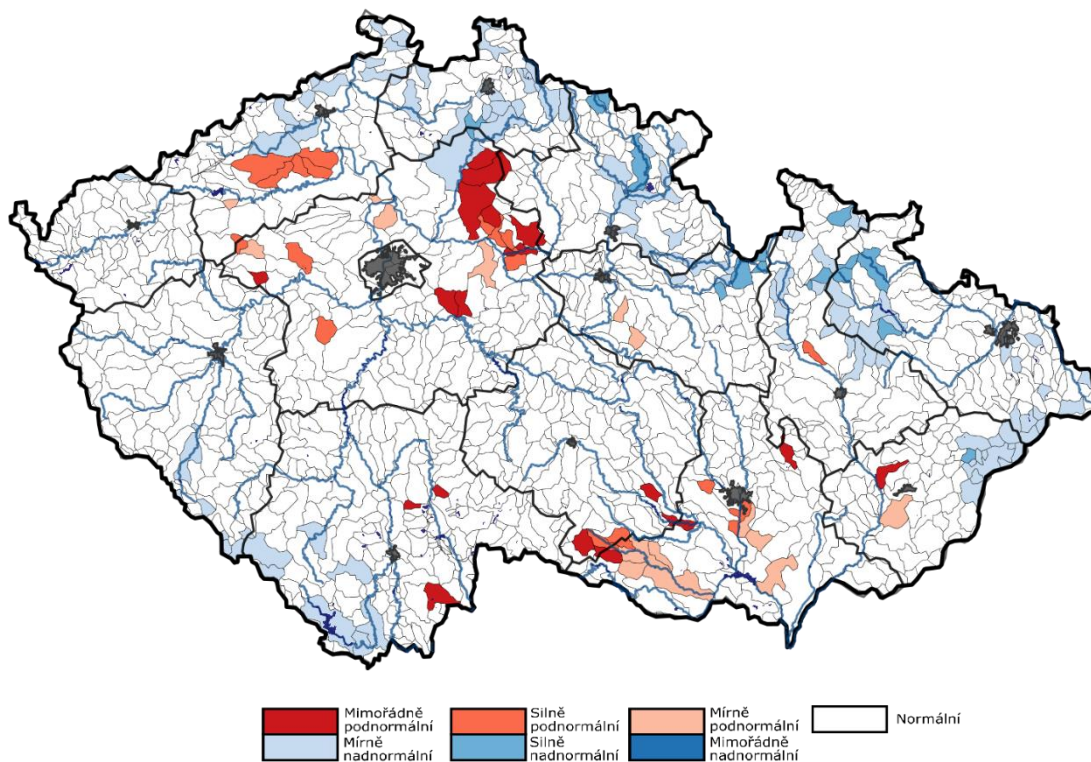 Mimořádně
podnormální
Silně
podnormální
Mírně
podnormální
Normální
Mírně
nadnormální
Silně
nadnormální
Mimořádně
nadnormální